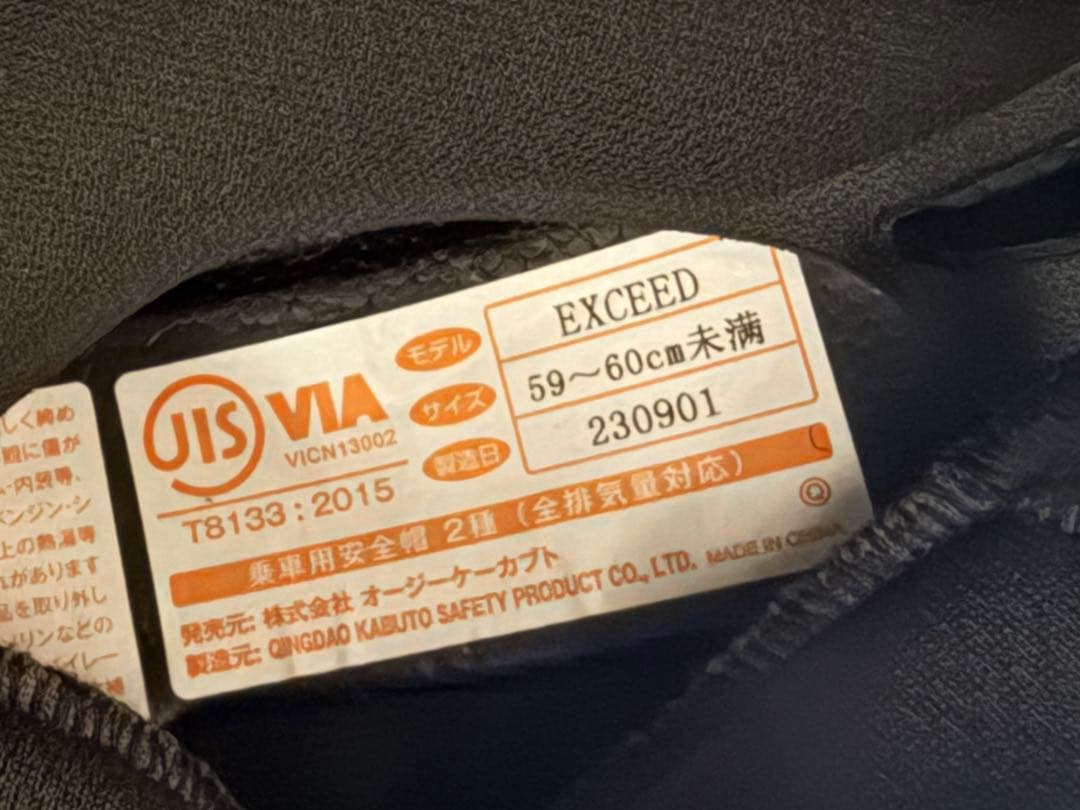 しく締め
に傷が
内装等、
ンジン・シ
上の熱源等
れがあります
品を取り外し
メリンなどの
イレー
JIS
VIA
VICN13002
T8133:2015
モデル
EXCEED
サイズ
59～60cm未満
製造日
230901
乗車用安全帽 2種（全排気量対応）
Q
発売元: 株式会社 オージーケーカブト
製造元: QINGDAO KABUTO SAFETY PRODUCT CO., LTD. MADE IN CHINA